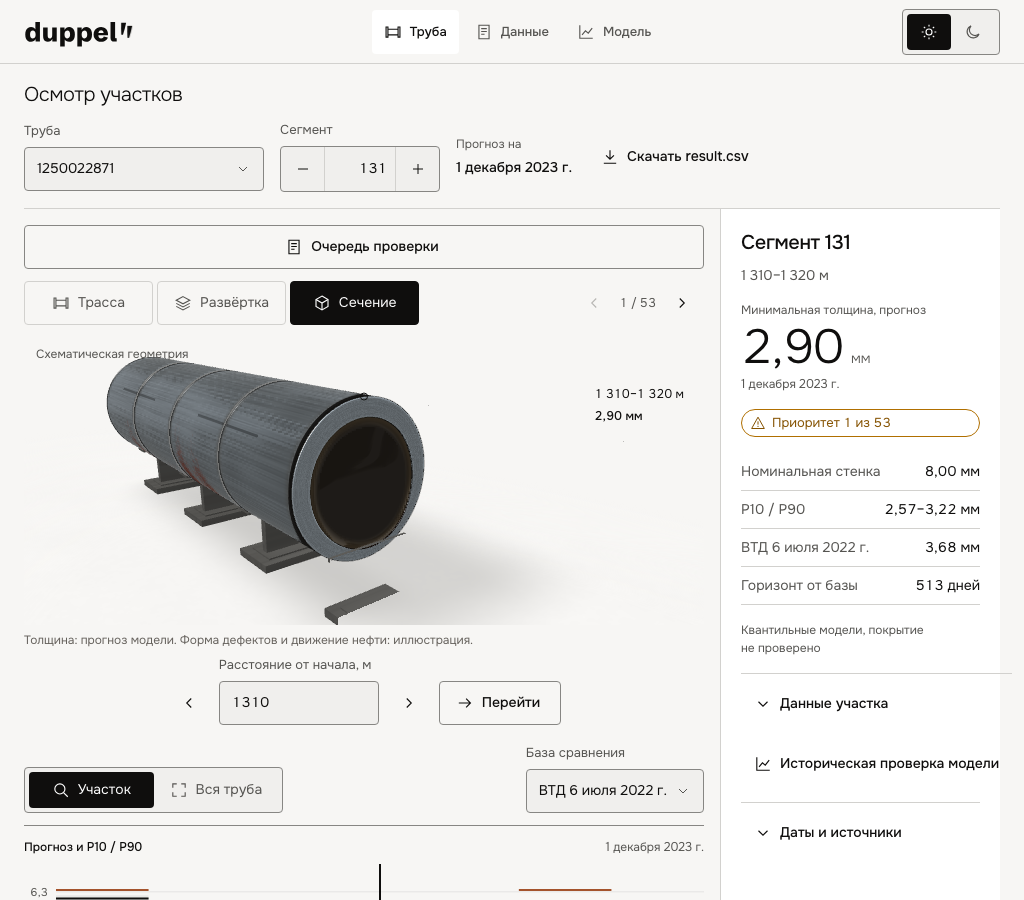 duppel
Труба
Данные
Модель
Осмотр участков
Труба
Сегмент
1250022871
131
Прогноз на
1 декабря 2023 г.
Скачать result.csv
Очередь проверки
Трасса
Развёртка
Сечение
1 / 53
Схематическая геометрия
1 310–1 320 м
2,90 мм
Толщина: прогноз модели. Форма дефектов и движение нефти: иллюстрация.
Расстояние от начала, м
1310
Перейти
Участок
Вся труба
База сравнения
ВТД 6 июля 2022 г.
Прогноз и P10 / P90
1 декабря 2023 г.
6,3
Сегмент 131
1 310–1 320 м
Минимальная толщина, прогноз
2,90 мм
1 декабря 2023 г.
Приоритет 1 из 53
Номинальная стенка 8,00 мм
P10 / P90 2,57–3,22 мм
ВТД 6 июля 2022 г. 3,68 мм
Горизонт от базы 513 дней
Квантильные модели, покрытие
не проверено
Данные участка
Историческая проверка модели
Даты и источники